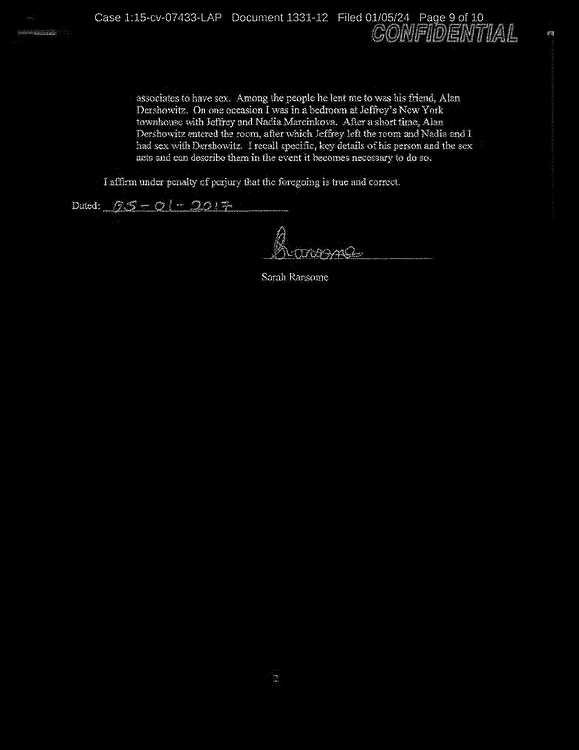 Case 1:15-cv-07433-LAP Document 1331-12 Filed 01/05/24 Page 9 of 10
CONFIDENTIAL
associates to have sex. Among the people he lent me to was his friend, Alan
Dershowitz. On one occasion I was in a bedroom at Jeffrey's New York
townhouse with Jeffrey and Nadia Marcinkova. After a short time, Alan
Dershowitz entered the room, after which Jeffrey left the room and Nadia and I
had sex with Dershowitz. I recall specific, key details of his person and the sex
acts and can describe them in the event it becomes necessary to do so.
I affirm under penalty of perjury that the foregoing is true and correct.
Dated: 05-01-2017
Ransome
Sarah Ransome
2